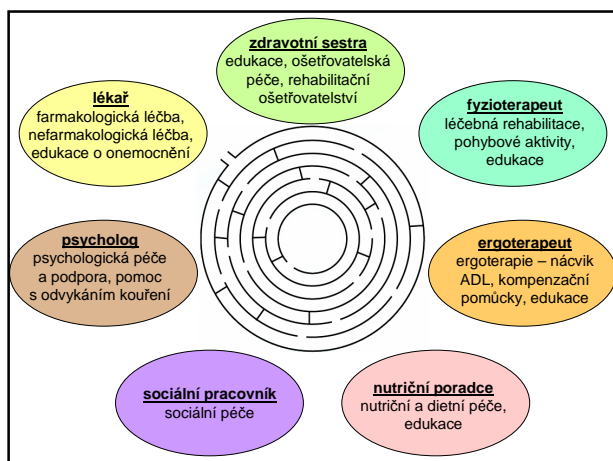 zdravotní sestra
edukace, ošetřovatelská
péče, rehabilitační
ošetřovatelství
lékař
farmakologická léčba,
nefarmakologická léčba,
edukace o onemocnění
fyzioterapeut
léčebná rehabilitace,
pohybové aktivity,
edukace
psycholog
psychologická péče
a podpora, pomoc
s odvykáním kouření
ergoterapeut
ergoterapie – nácvik
ADL, kompenzační
pomůcky, edukace
sociální pracovník
sociální péče
nutriční poradce
nutriční a dietní péče,
edukace